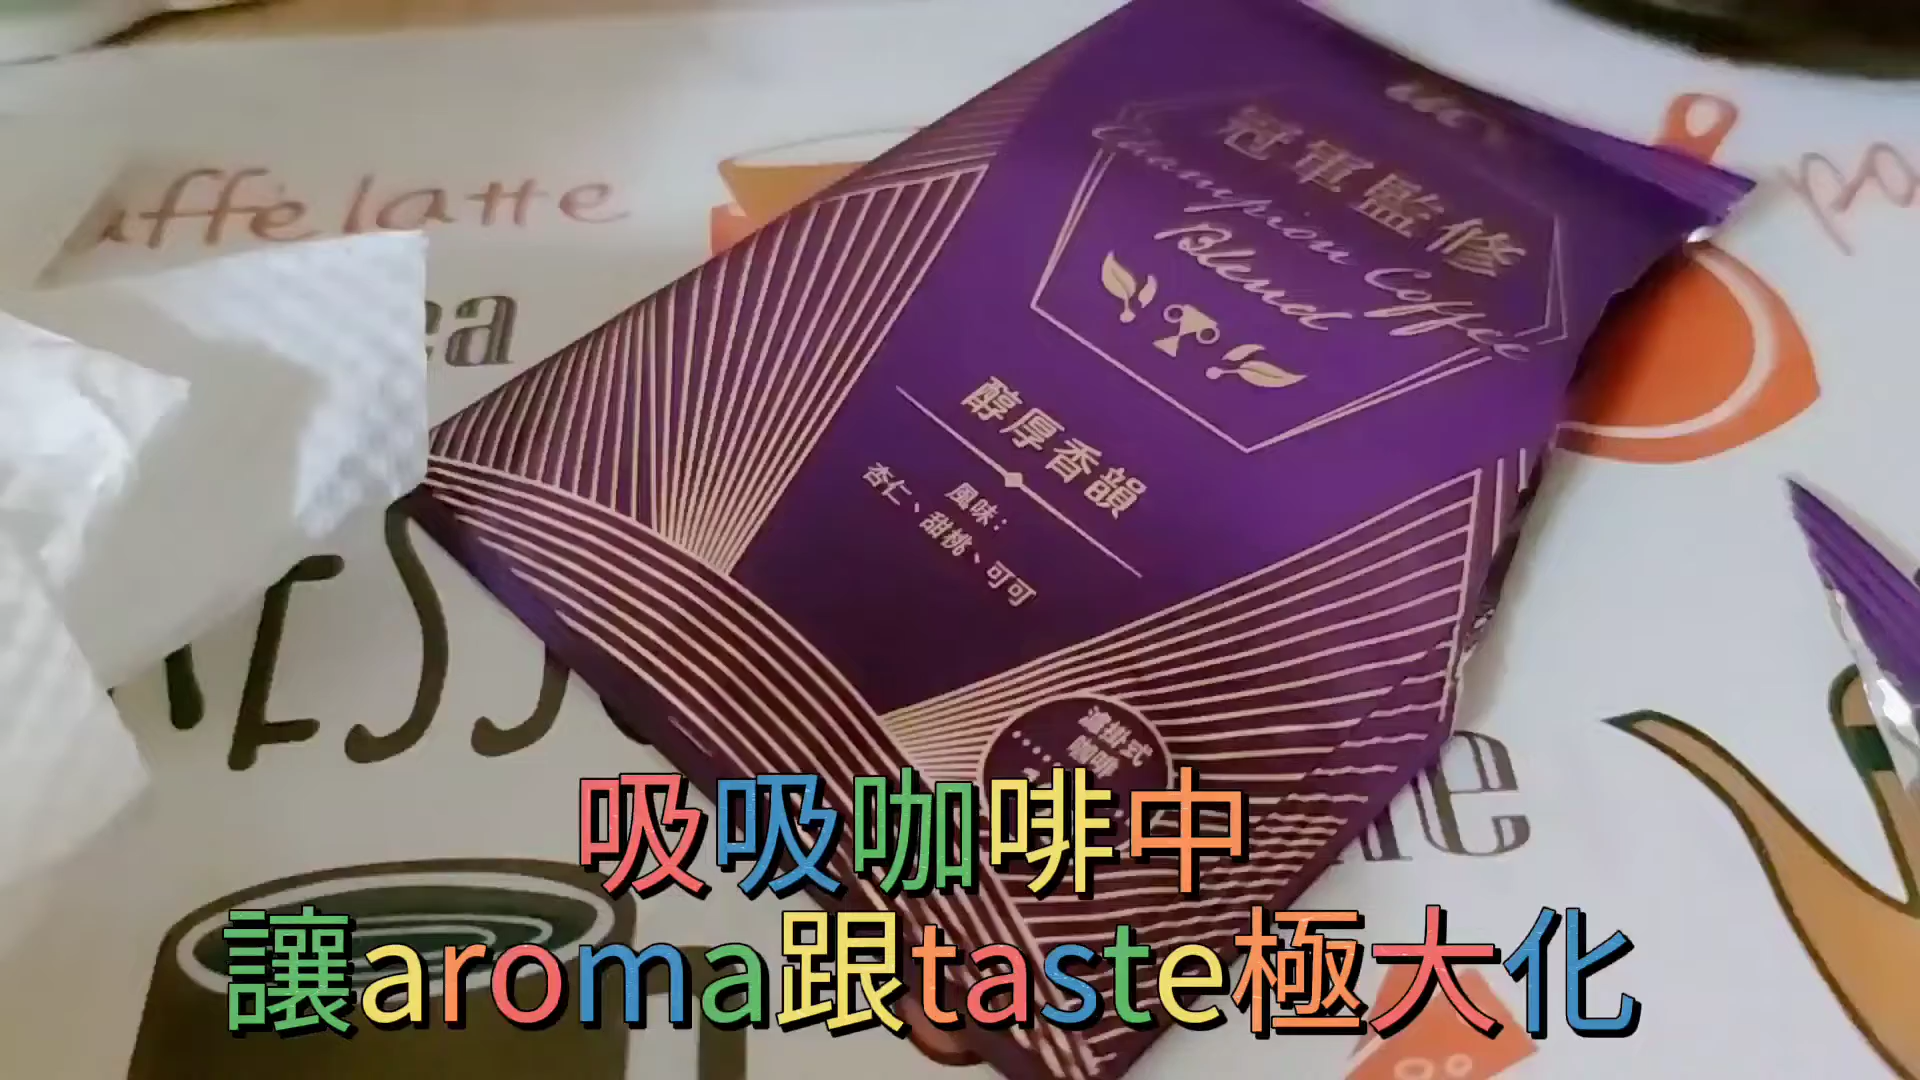 冠軍監修
Champion Coffee
Blend
醇厚香韻
風味：
杏仁、甜桃、可可
濾掛式
咖啡
latte
吸吸咖啡中
讓aroma跟taste極大化